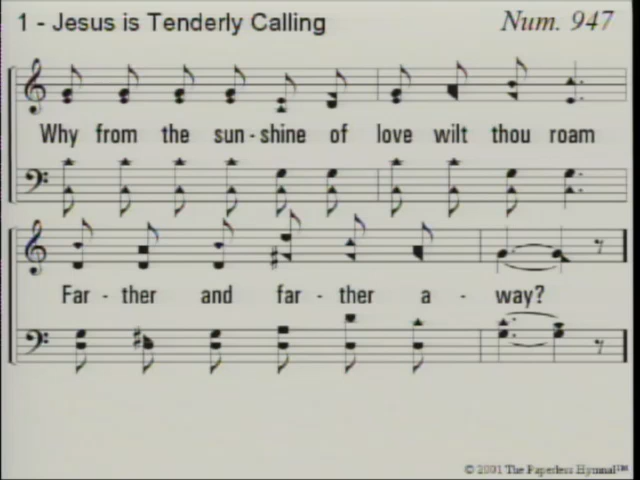 1 - Jesus is Tenderly Calling
Num. 947
Why from the sun - shine of love wilt thou roam
Far - ther and far - ther a - way?
© 2001 The Paperless Hymnal™